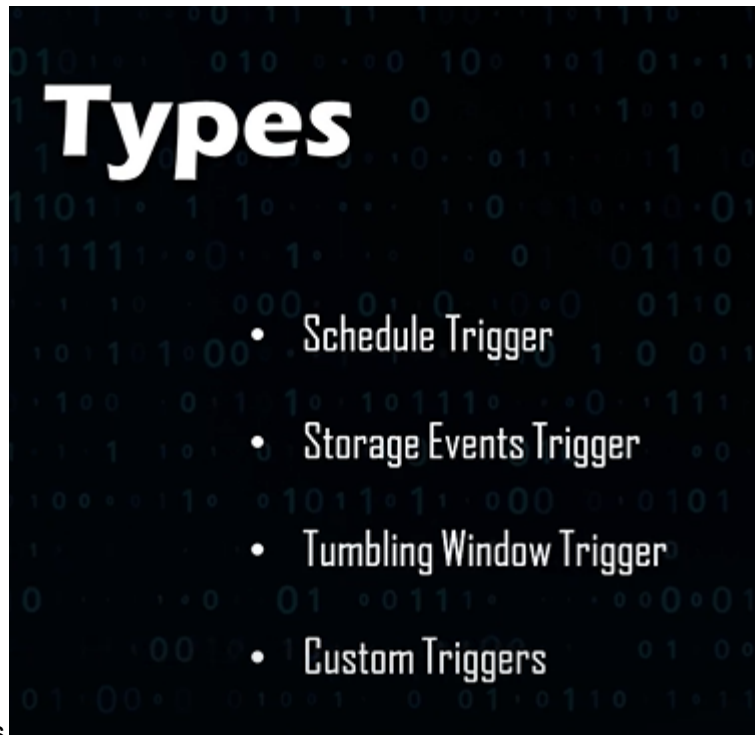 Types
• Schedule Trigger
• Storage Events Trigger
• Tumbling Window Trigger
• Custom Triggers